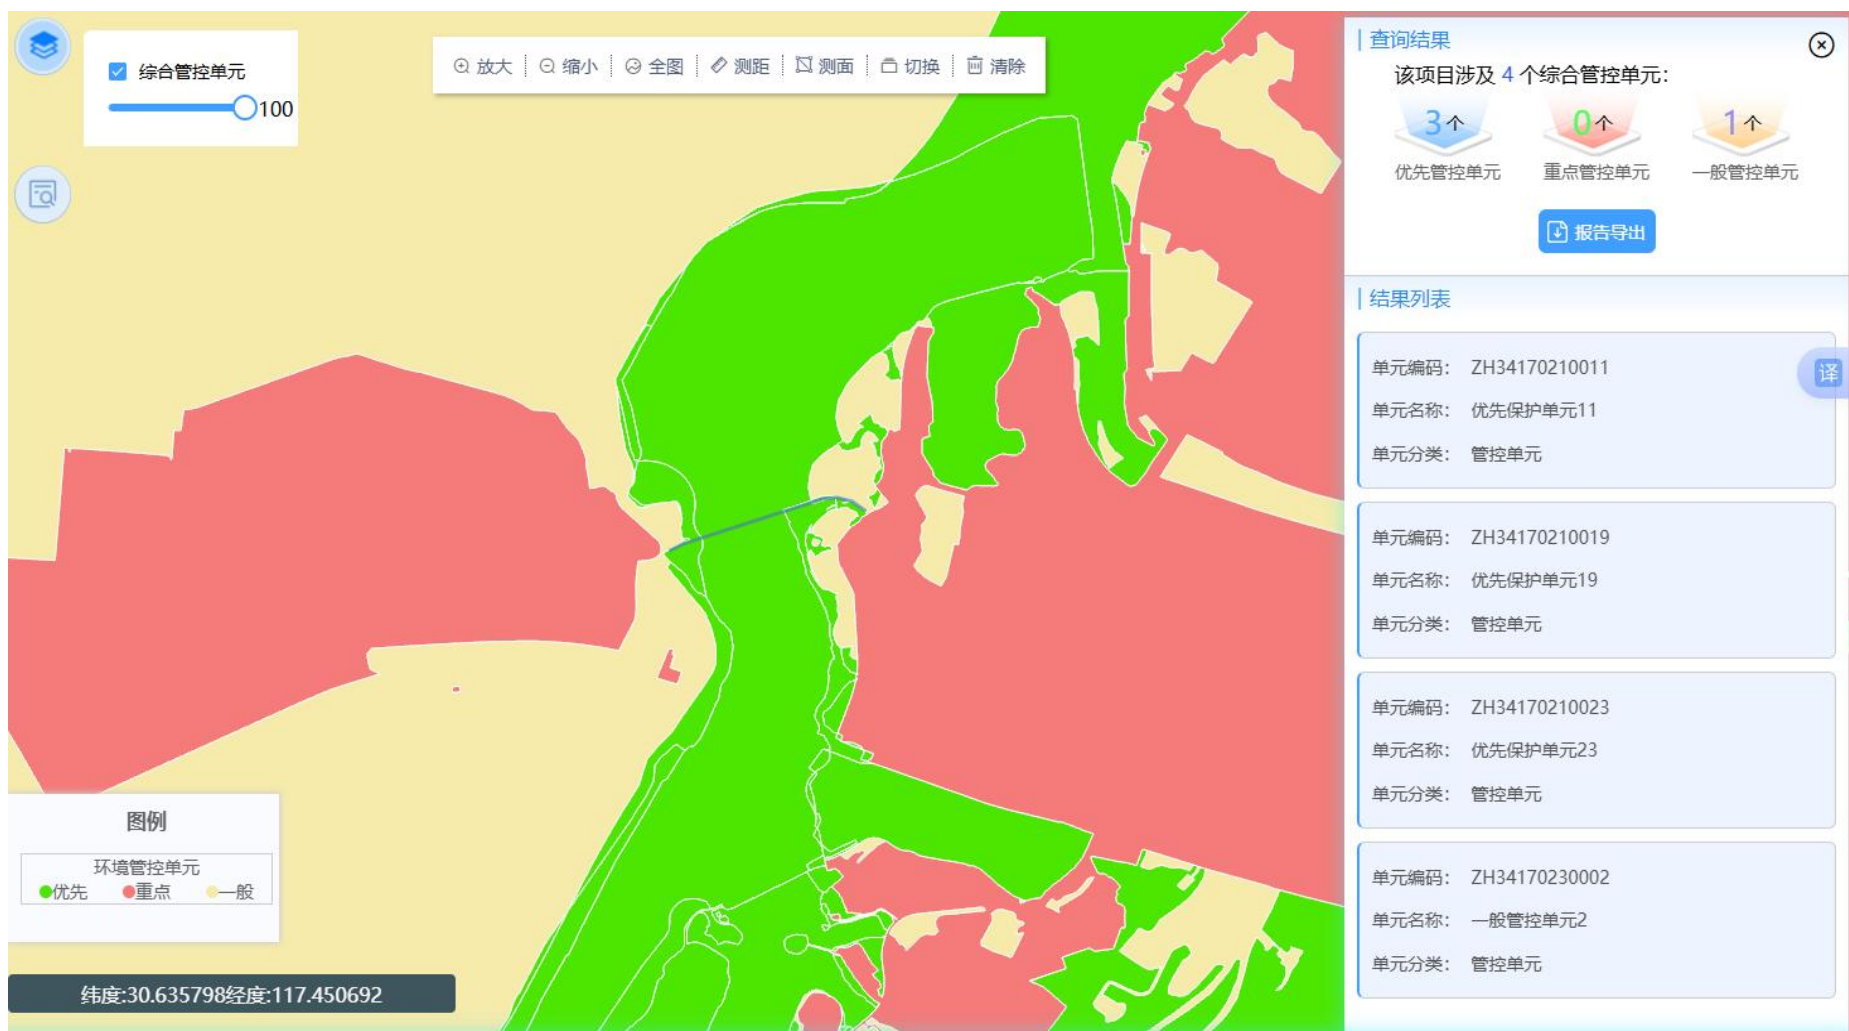 综合管控单元
100
放大 缩小 全图 测距 测面 切换 清除
查询结果
该项目涉及 4 个综合管控单元:
3个 0个 1个
优先管控单元 重点管控单元 一般管控单元
报告导出
结果列表
单元编码: ZH34170210011
单元名称: 优先保护单元11
单元分类: 管控单元
译
单元编码: ZH34170210019
单元名称: 优先保护单元19
单元分类: 管控单元
单元编码: ZH34170210023
单元名称: 优先保护单元23
单元分类: 管控单元
单元编码: ZH34170230002
单元名称: 一般管控单元2
单元分类: 管控单元
图例
环境管控单元
优先 重点 一般
纬度:30.635798经度:117.450692